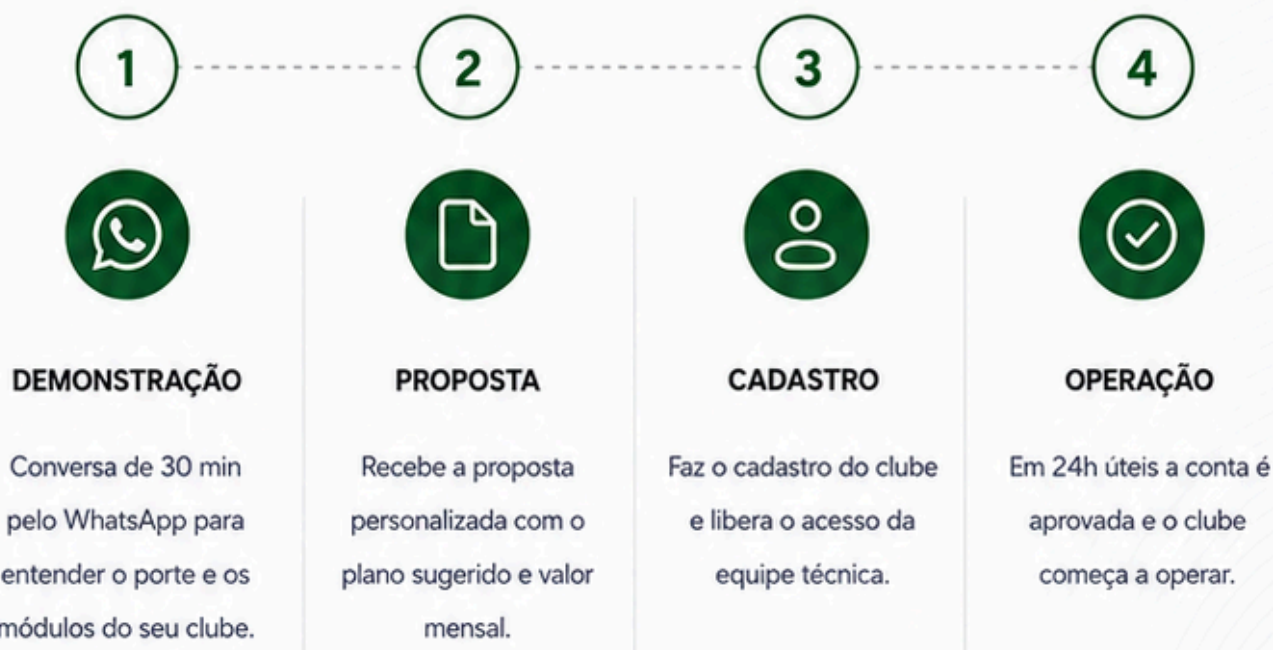 1
2
3
4
DEMONSTRAÇÃO
Conversa de 30 min
pelo WhatsApp para
entender o porte e os
módulos do seu clube.
PROPOSTA
Recebe a proposta
personalizada com o
plano sugerido e valor
mensal.
CADASTRO
Faz o cadastro do clube
e libera o acesso da
equipe técnica.
OPERAÇÃO
Em 24h úteis a conta é
aprovada e o clube
começa a operar.